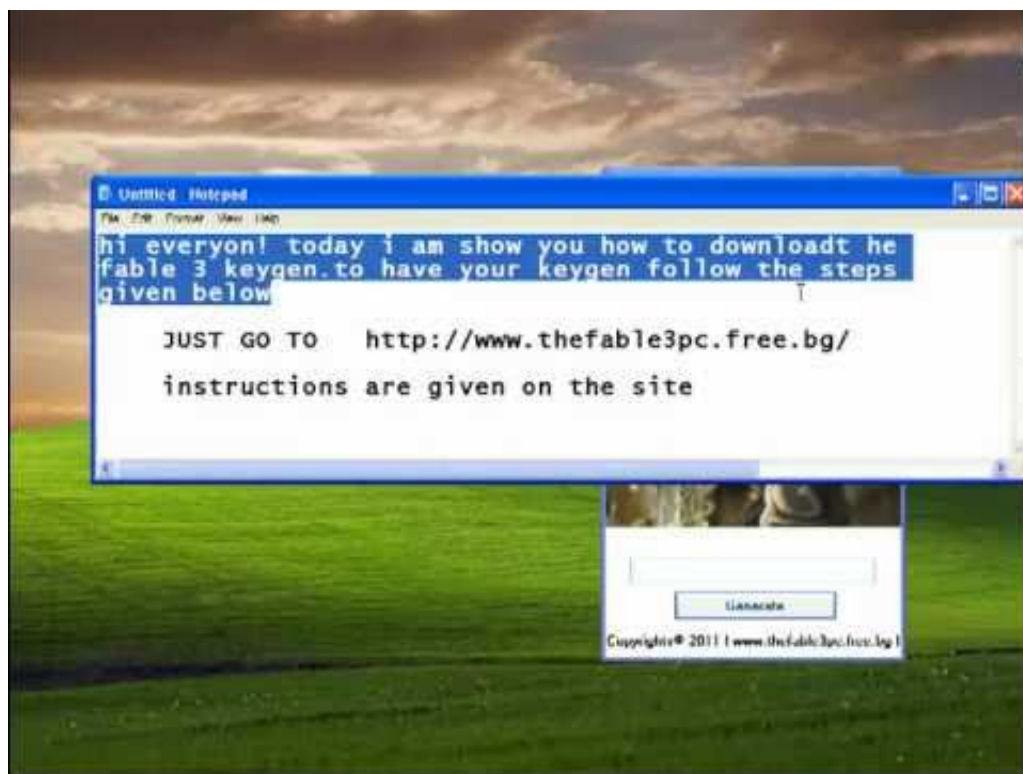 Untitled - Notepad
File Edit Format View Help
hi everyon! today i am show you how to downloadt he
fable 3 keygen.to have your keygen follow the steps
given below
JUST GO TO http://www.thefable3pc.free.bg/
instructions are given on the site
Generate
Copyrights© 2011 | www.thefable3pc.free.bg |